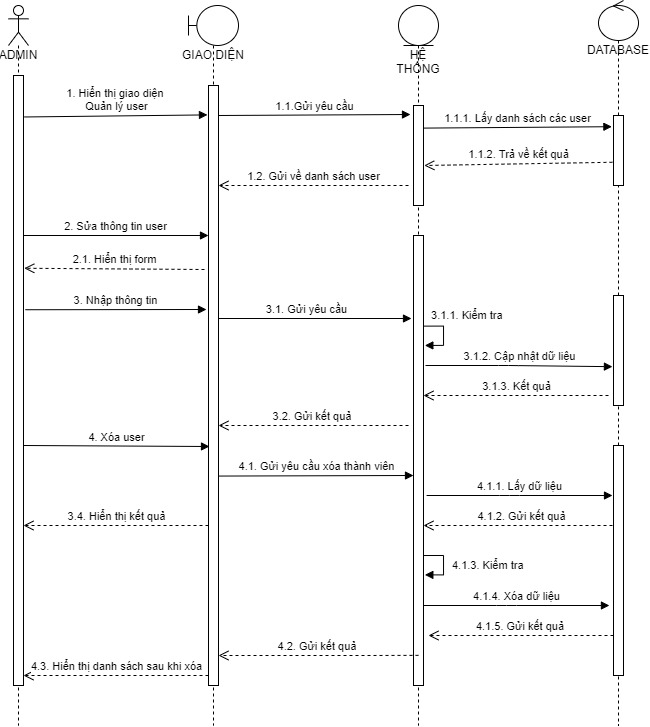 ADMIN
GIAO DIỆN
HỆ
THỐNG
DATABASE
1. Hiển thị giao diện
Quản lý user
1.1.Gửi yêu cầu
1.1.1. Lấy danh sách các user
1.1.2. Trả về kết quả
1.2. Gửi về danh sách user
2. Sửa thông tin user
2.1. Hiển thị form
3. Nhập thông tin
3.1. Gửi yêu cầu
3.1.1. Kiểm tra
3.1.2. Cập nhật dữ liệu
3.1.3. Kết quả
3.2. Gửi kết quả
4. Xóa user
4.1. Gửi yêu cầu xóa thành viên
4.1.1. Lấy dữ liệu
3.4. Hiển thị kết quả
4.1.2. Gửi kết quả
4.1.3. Kiểm tra
4.1.4. Xóa dữ liệu
4.1.5. Gửi kết quả
4.2. Gửi kết quả
4.3. Hiển thị danh sách sau khi xóa